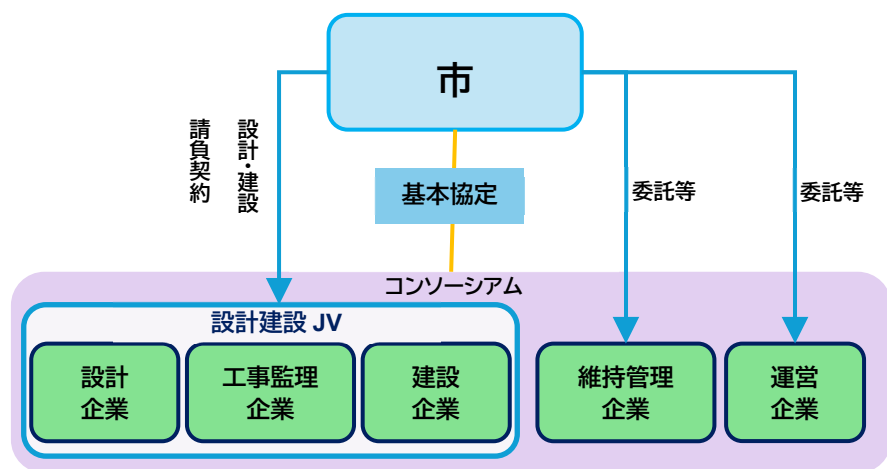 市
設計・建設
請負契約
基本協定
委託等
委託等
コンソーシアム
設計建設 JV
設計
企業
工事監理
企業
建設
企業
維持管理
企業
運営
企業